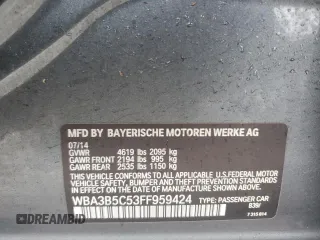 MFD BY BAYERISCHE MOTOREN WERKE AG
07/14
GVWR 4619 lbs 2095 kg
GAWR FRONT 2194 lbs 995 kg
GAWR REAR 2535 lbs 1150 kg
THIS VEHICLE CONFORMS TO ALL APPLICABLE U.S. FEDERAL MOTOR
VEHICLE SAFETY, BUMPER, AND THEFT PREVENTION STANDARDS IN
EFFECT ON THE DATE OF MANUFACTURE SHOWN ABOVE.
WBA3B5C53FF959424 TYPE: PASSENGER CAR
B39/
DREAMBID.COM